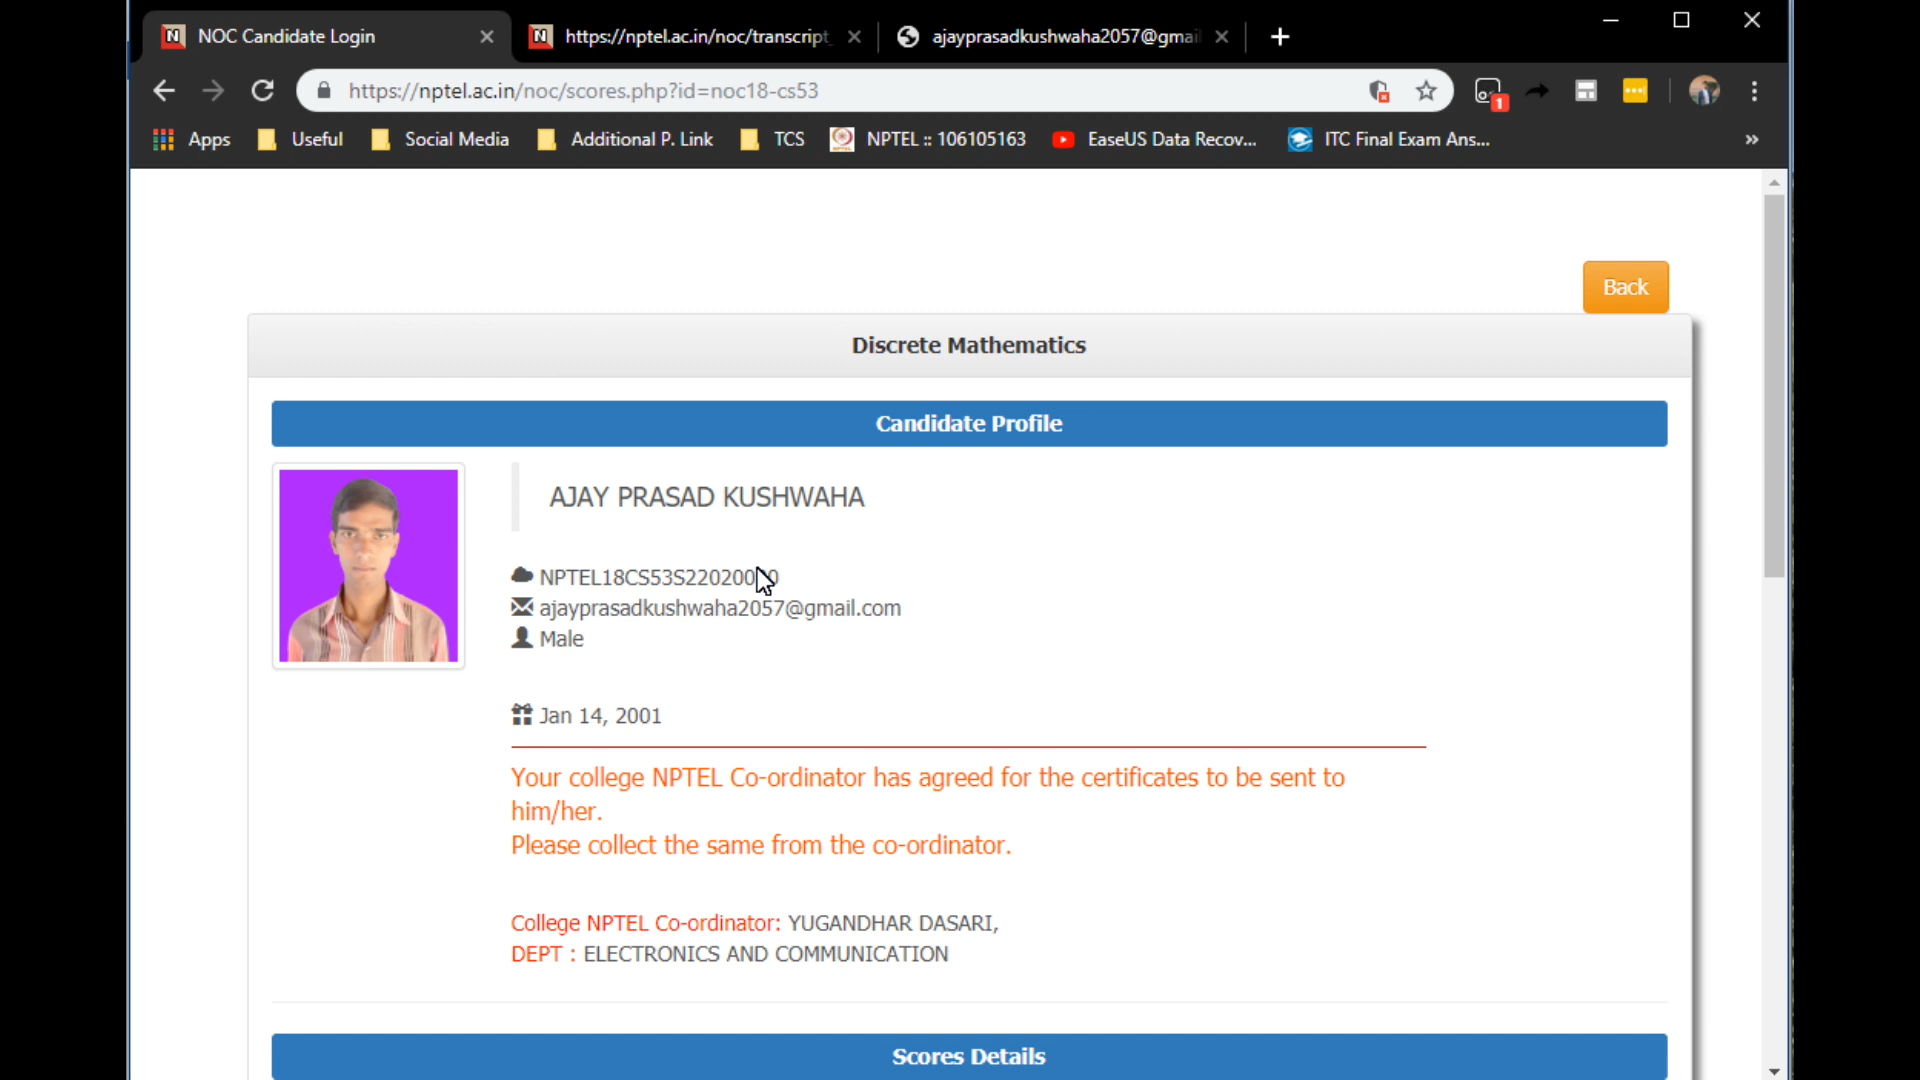 NOC Candidate Login
https://nptel.ac.in/noc/transcript_
ajayprasadkushwaha2057@gmai
https://nptel.ac.in/noc/scores.php?id=noc18-cs53
1
Apps
Useful
Social Media
Additional P. Link
TCS
NPTEL :: 106105163
EaseUS Data Recov...
ITC Final Exam Ans...
»
Back
Discrete Mathematics
Candidate Profile
AJAY PRASAD KUSHWAHA
ajayprasadkushwaha2057@gmail.com
Male
Jan 14, 2001
Your college NPTEL Co-ordinator has agreed for the certificates to be sent to
him/her.
Please collect the same from the co-ordinator.
College NPTEL Co-ordinator: YUGANDHAR DASARI,
DEPT : ELECTRONICS AND COMMUNICATION
Scores Details